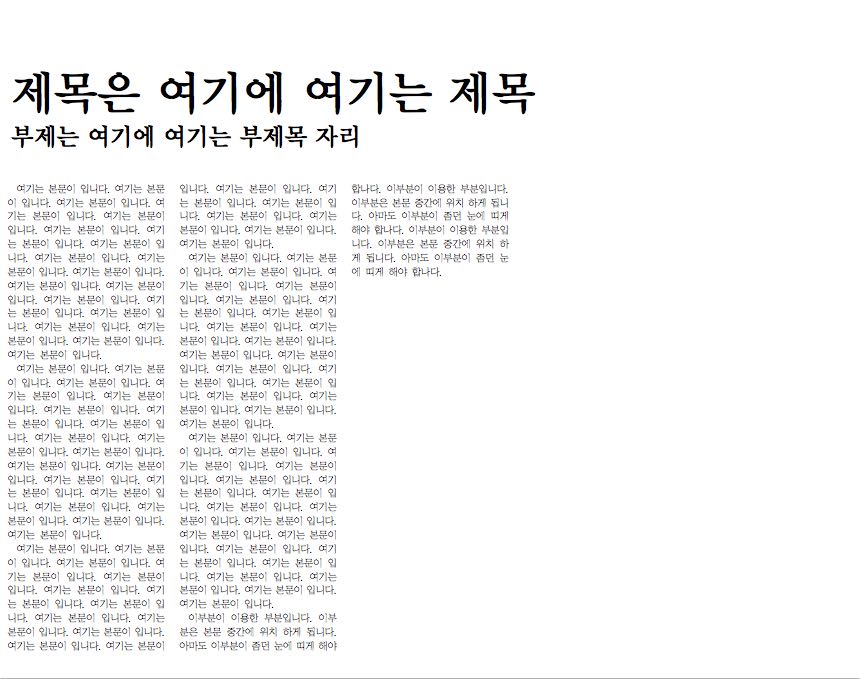 제목은 여기에 여기는 제목
부제는 여기에 여기는 부제목 자리
여기는 본문이 입니다. 여기는 본문
이 입니다. 여기는 본문이 입니다. 여
기는 본문이 입니다. 여기는 본문이
입니다. 여기는 본문이 입니다. 여기
는 본문이 입니다. 여기는 본문이 입
니다. 여기는 본문이 입니다. 여기는
본문이 입니다. 여기는 본문이 입니다.
여기는 본문이 입니다. 여기는 본문이
입니다. 여기는 본문이 입니다. 여기
는 본문이 입니다. 여기는 본문이 입
니다. 여기는 본문이 입니다. 여기는
본문이 입니다. 여기는 본문이 입니다.
여기는 본문이 입니다.
여기는 본문이 입니다. 여기는 본문
이 입니다. 여기는 본문이 입니다. 여
기는 본문이 입니다. 여기는 본문이
입니다. 여기는 본문이 입니다. 여기
는 본문이 입니다. 여기는 본문이 입
니다. 여기는 본문이 입니다. 여기는
본문이 입니다. 여기는 본문이 입니다.
여기는 본문이 입니다. 여기는 본문이
입니다. 여기는 본문이 입니다. 여기
는 본문이 입니다. 여기는 본문이 입
니다. 여기는 본문이 입니다. 여기는
본문이 입니다. 여기는 본문이 입니다.
여기는 본문이 입니다.
여기는 본문이 입니다. 여기는 본문
이 입니다. 여기는 본문이 입니다. 여
기는 본문이 입니다. 여기는 본문이
입니다. 여기는 본문이 입니다. 여기
는 본문이 입니다. 여기는 본문이 입
니다. 여기는 본문이 입니다. 여기는
본문이 입니다. 여기는 본문이 입니다.
여기는 본문이 입니다. 여기는 본문이
입니다. 여기는 본문이 입니다. 여기
는 본문이 입니다. 여기는 본문이 입
니다. 여기는 본문이 입니다. 여기는
본문이 입니다. 여기는 본문이 입니다.
여기는 본문이 입니다.
여기는 본문이 입니다. 여기는 본문
이 입니다. 여기는 본문이 입니다. 여
기는 본문이 입니다. 여기는 본문이
입니다. 여기는 본문이 입니다. 여기
는 본문이 입니다. 여기는 본문이 입
니다. 여기는 본문이 입니다. 여기는
본문이 입니다. 여기는 본문이 입니다.
여기는 본문이 입니다. 여기는 본문이
입니다. 여기는 본문이 입니다. 여기
는 본문이 입니다. 여기는 본문이 입
니다. 여기는 본문이 입니다. 여기는
본문이 입니다. 여기는 본문이 입니다.
여기는 본문이 입니다.
여기는 본문이 입니다. 여기는 본문
이 입니다. 여기는 본문이 입니다. 여
기는 본문이 입니다. 여기는 본문이
입니다. 여기는 본문이 입니다. 여기
는 본문이 입니다. 여기는 본문이 입
니다. 여기는 본문이 입니다. 여기는
본문이 입니다. 여기는 본문이 입니다.
여기는 본문이 입니다. 여기는 본문이
입니다. 여기는 본문이 입니다. 여기
는 본문이 입니다. 여기는 본문이 입
니다. 여기는 본문이 입니다. 여기는
본문이 입니다. 여기는 본문이 입니다.
여기는 본문이 입니다.
이부분이 이용한 부분입니다. 이부
분은 본문 중간에 위치 하게 됩니다.
아마도 이부분이 좀던 눈에 띠게 해야
합나다. 이부분이 이용한 부분입니다.
이부분은 본문 중간에 위치 하게 됩니
다. 아마도 이부분이 좀던 눈에 띠게
해야 합나다. 이부분이 이용한 부분입
니다. 이부분은 본문 중간에 위치 하
게 됩니다. 아마도 이부분이 좀던 눈
에 띠게 해야 합나다.